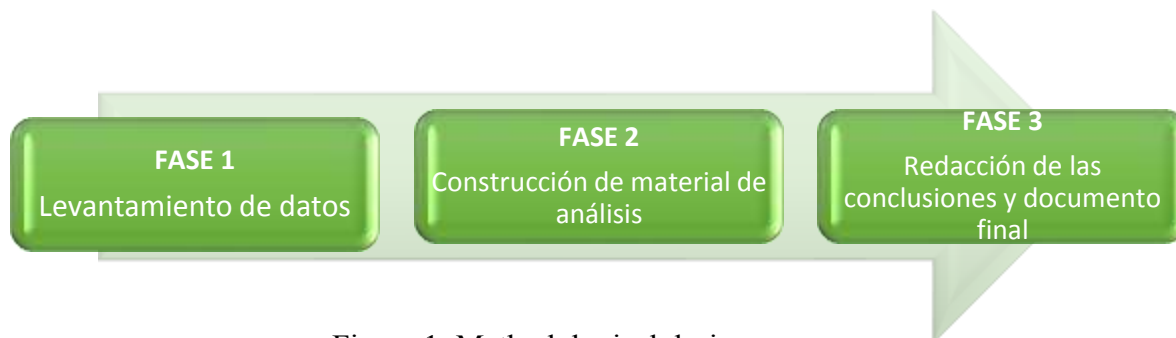 FASE 1
Levantamiento de datos
FASE 2
Construcción de material de
análisis
FASE 3
Redacción de las
conclusiones y documento
final